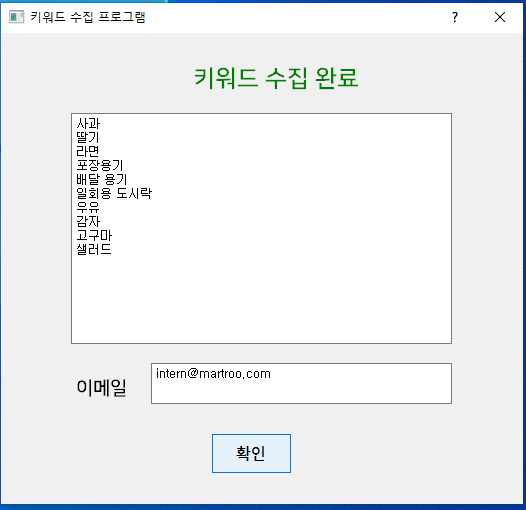 키워드 수집 프로그램
?
키워드 수집 완료
사과
딸기
라면
포장용기
배달 용기
일회용 도시락
우유
감자
고구마
샐러드
이메일
intern@martroo.com
확인